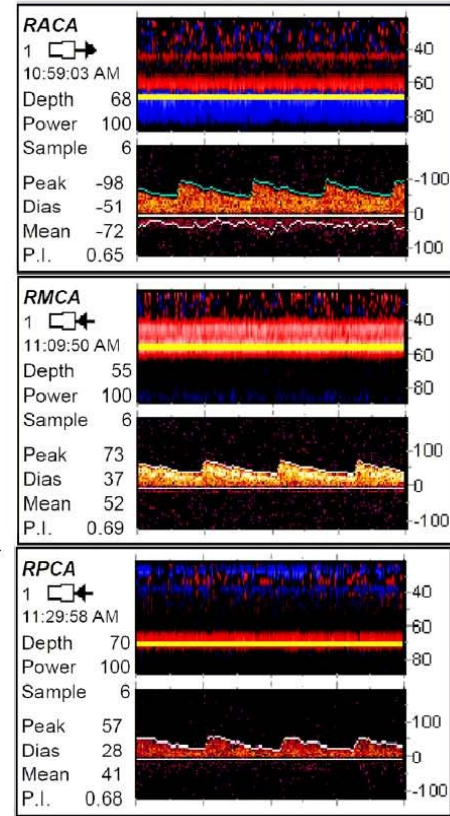 RACA
1
10:59:03 AM
Depth 68
Power 100
Sample 6
Peak -98
Dias -51
Mean -72
P.I. 0.65
40
60
80
-100
0
100
RMCA
1
11:09:50 AM
Depth 55
Power 100
Sample 6
Peak 73
Dias 37
Mean 52
P.I. 0.69
40
60
80
100
0
-100
RPCA
1
11:29:58 AM
Depth 70
Power 100
Sample 6
Peak 57
Dias 28
Mean 41
P.I. 0.68
40
60
80
100
0
-100